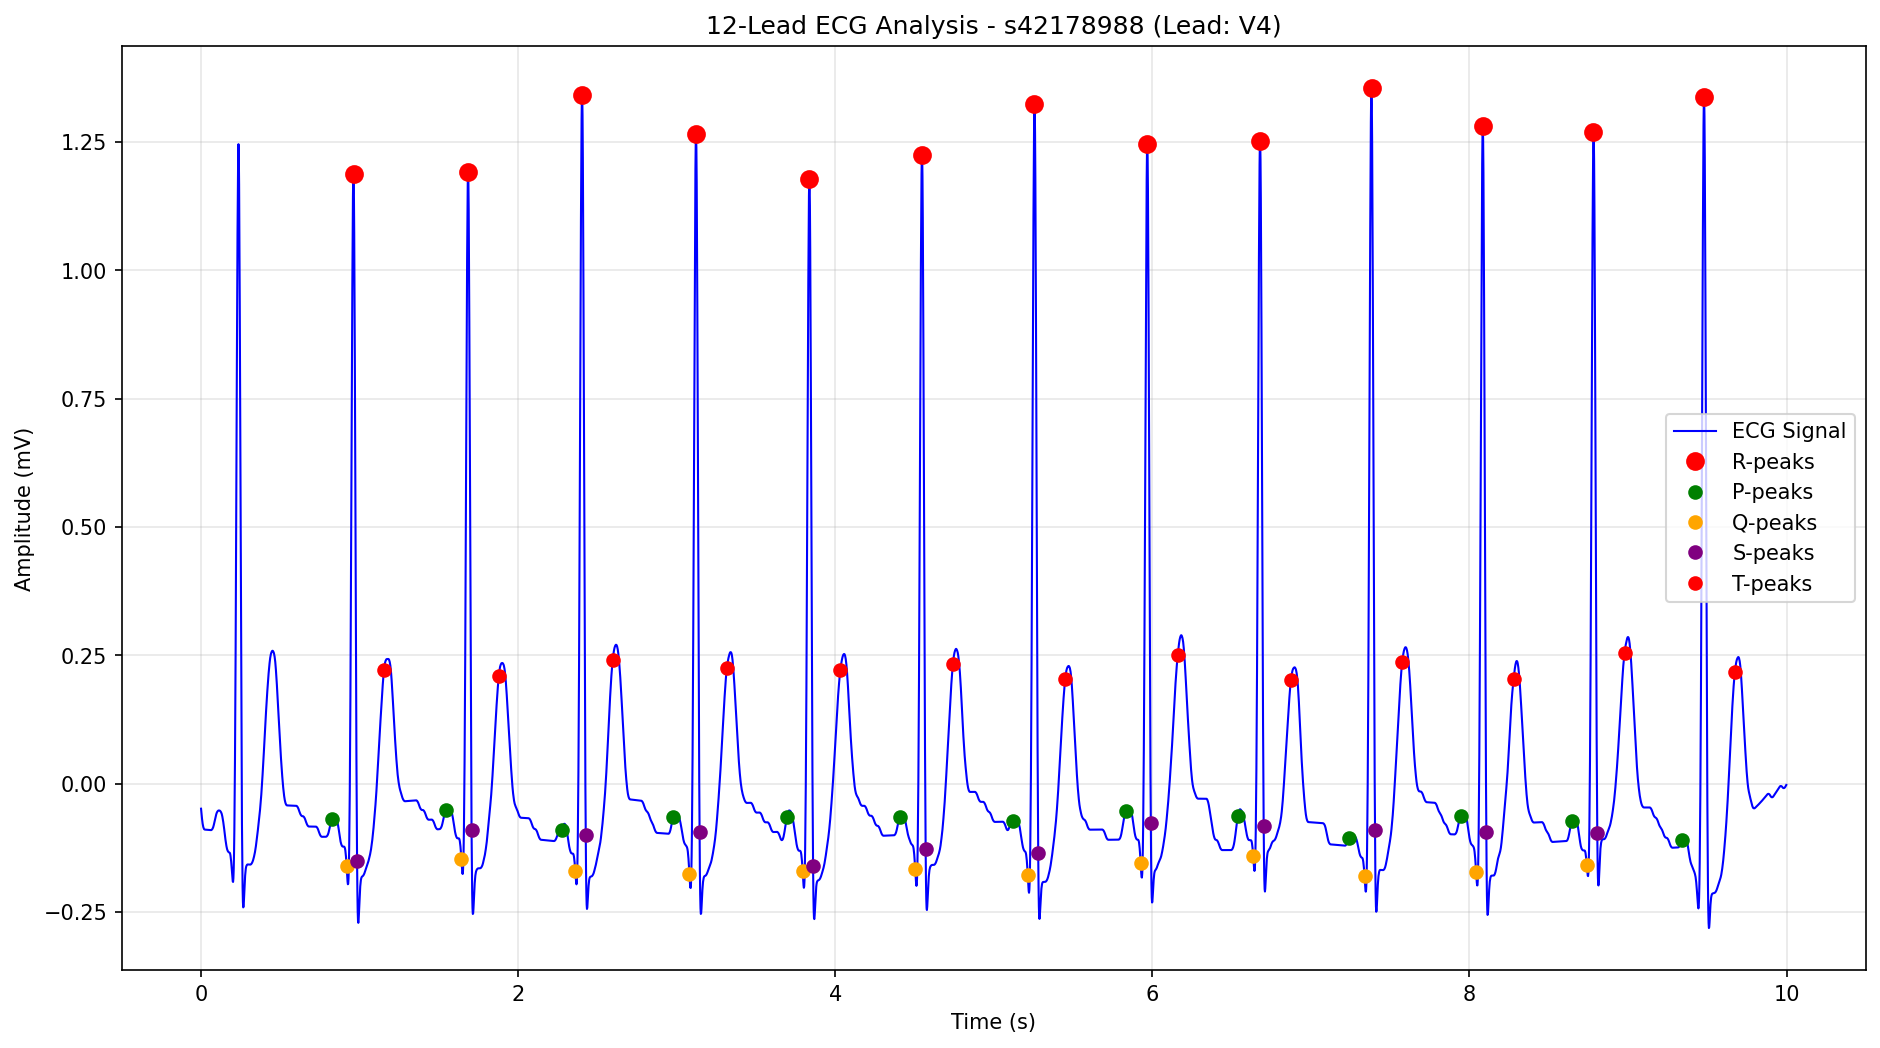 12-Lead ECG Analysis - s42178988 (Lead: V4)
Amplitude (mV)
1.25
1.00
0.75
0.50
0.25
0.00
−0.25
ECG Signal
R-peaks
P-peaks
Q-peaks
S-peaks
T-peaks
0 2 4 6 8 10
Time (s)